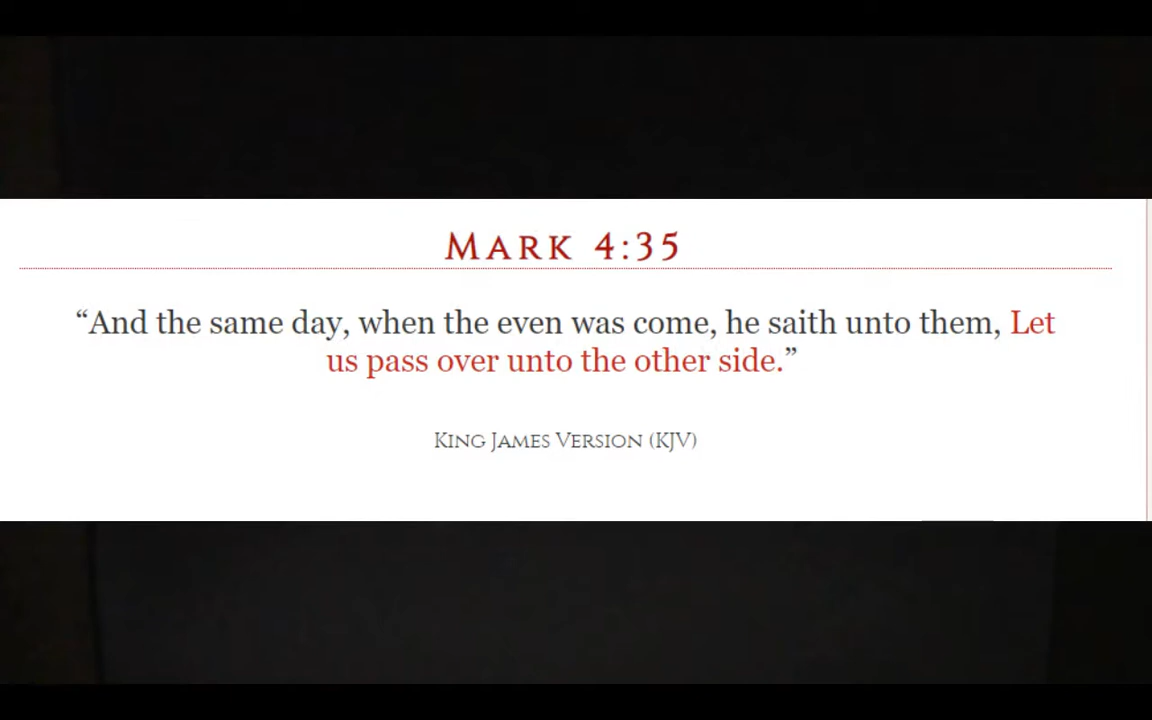 MARK 4:35
“And the same day, when the even was come, he saith unto them, Let
us pass over unto the other side.”
KING JAMES VERSION (KJV)